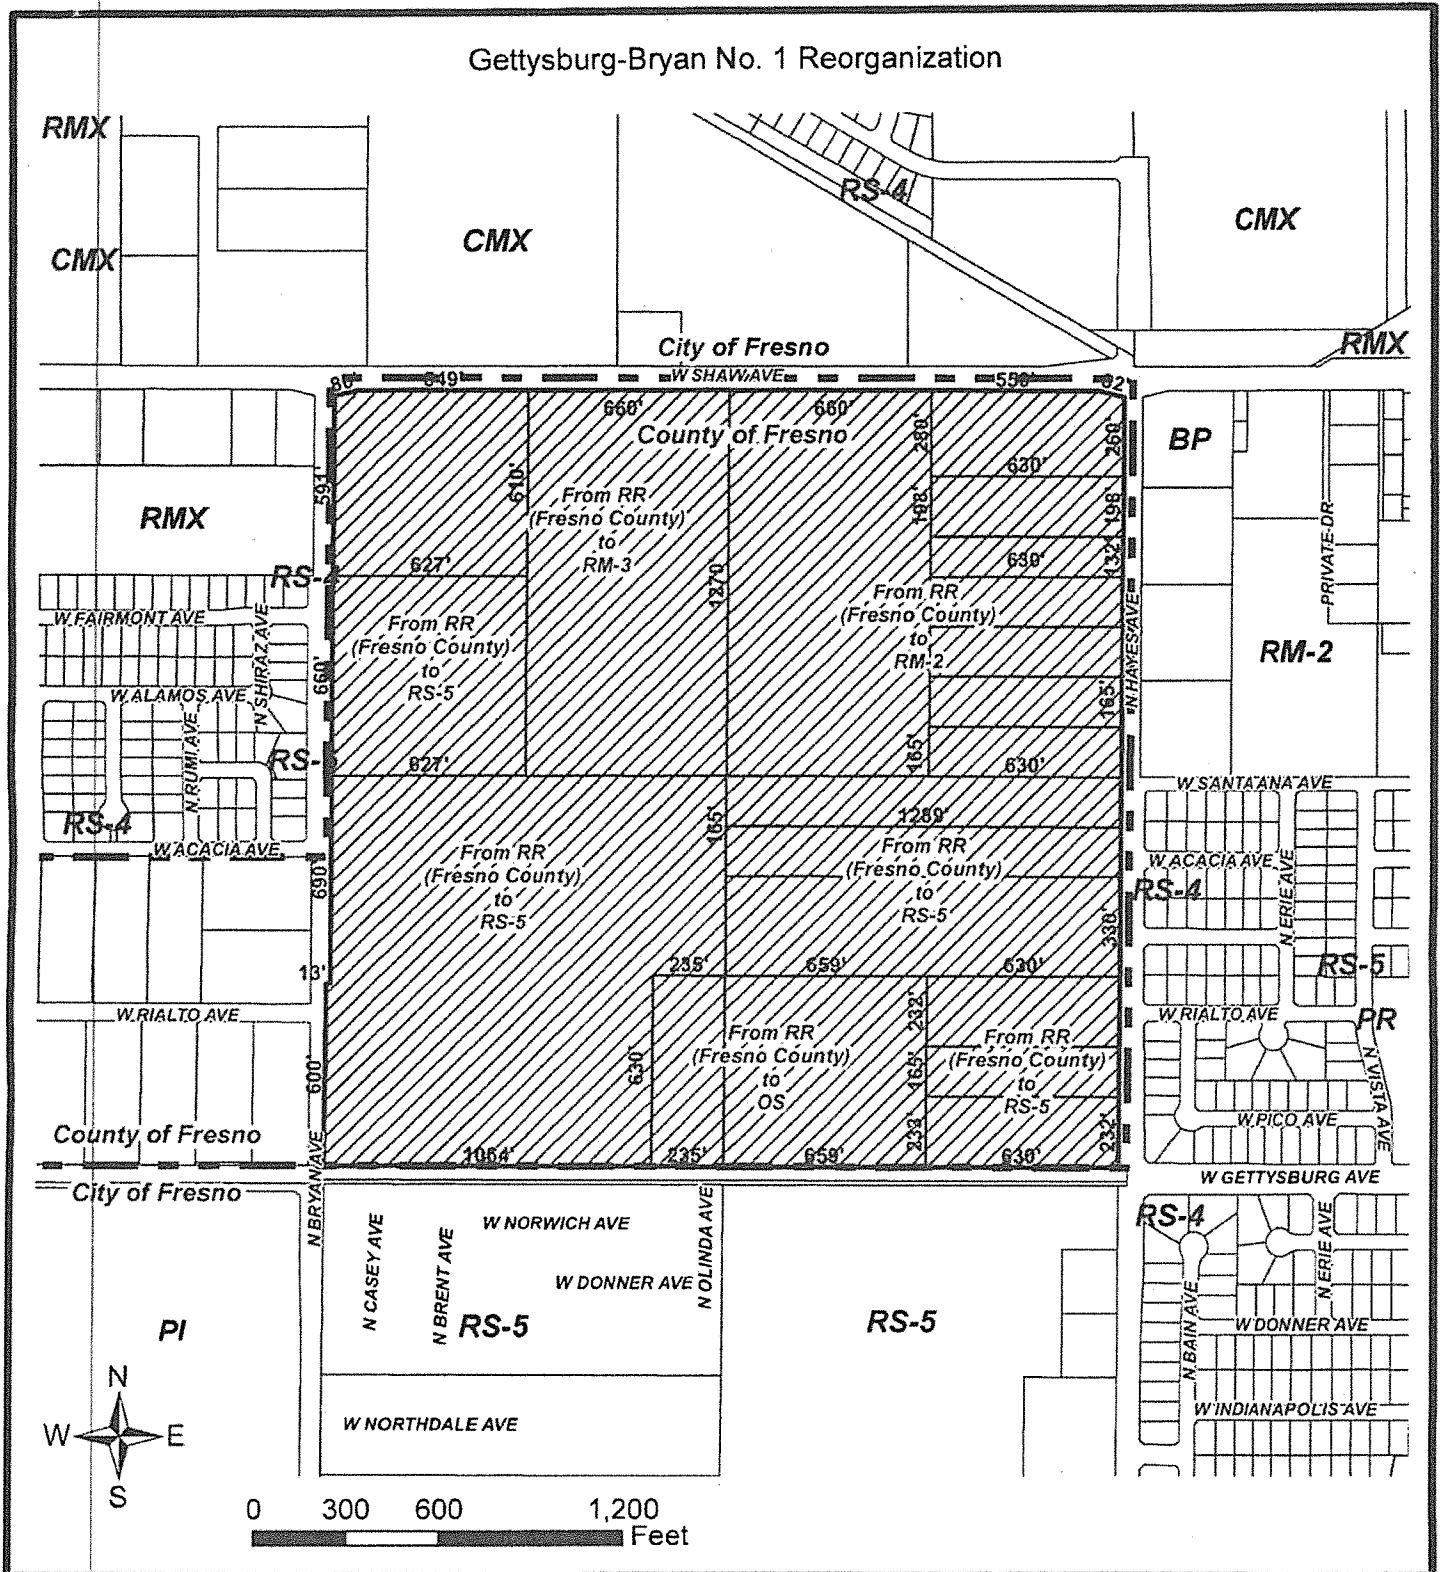 Gettysburg-Bryan No. 1 Reorganization
RMX
RS-4
CMX
CMX
CMX
RMX
City of Fresno
W SHAW AVE
80'
649'
62'
660'
660'
County of Fresno
280'
260'
BP
630'
591'
610'
RMX
From RR
(Fresno County)
to
RM-3
198'
198'
PRIVATE DR
RS-4
627'
1270'
630'
132'
W FAIRMONT AVE
From RR
(Fresno County)
to
RS-5
From RR
(Fresno County)
to
RM-2
N HAYES AVE
RM-2
N SHIRAZ AVE
660'
W ALAMOS AVE
165'
N RUMI AVE
627'
165'
630'
W SANTA ANA AVE
RS-4
165'
1289'
W ACACIA AVE
From RR
(Fresno County)
to
RS-5
From RR
(Fresno County)
to
RS-5
W ACACIA AVE
RS-4
N ERIE AVE
690'
330'
13'
235'
659'
630'
RS-5
W RIALTO AVE
W RIALTO AVE
PR
232'
From RR
(Fresno County)
to
OS
From RR
(Fresno County)
to
RS-5
N VISTA AVE
600'
630'
165'
W PICO AVE
County of Fresno
233'
232'
1064'
235'
659'
630'
W GETTYSBURG AVE
City of Fresno
N BRYAN AVE
N CASEY AVE
N BRENT AVE
W NORWICH AVE
W DONNER AVE
N OLINDA AVE
RS-4
N ERIE AVE
PI
RS-5
RS-5
N BAIN AVE
W DONNER AVE
W INDIANAPOLIS AVE
W NORTHDALE AVE
N
W
E
S
0 300 600 1,200
Feet